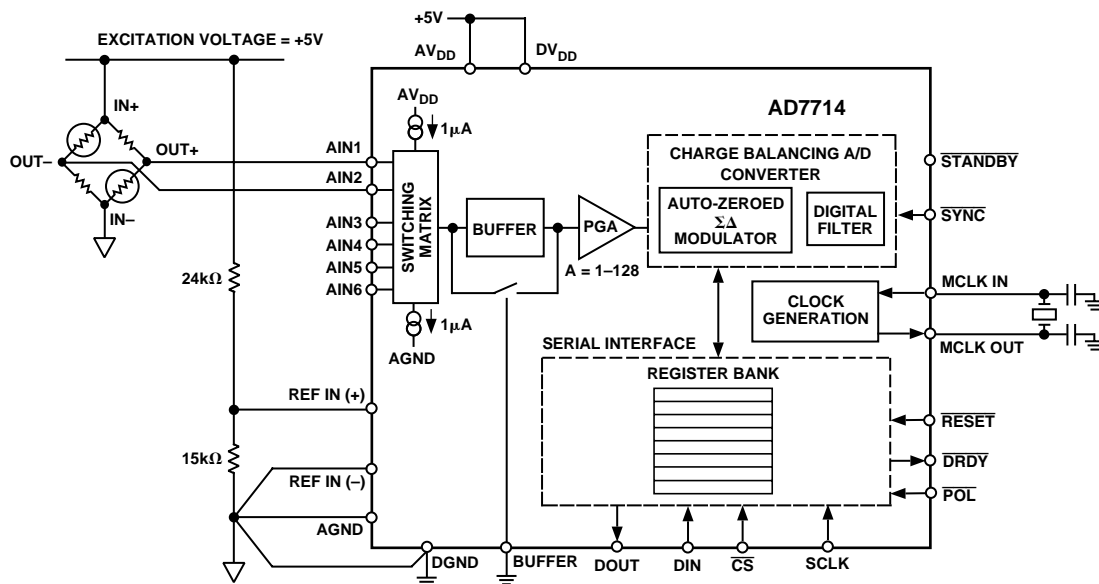 +5V
EXCITATION VOLTAGE = +5V
AVDD
DVDD
AD7714
IN+
OUT–
OUT+
IN–
AIN1
AIN2
AIN3
AIN4
AIN5
AIN6
AVDD
1µA
SWITCHING
MATRIX
1µA
AGND
BUFFER
PGA
A = 1–128
CHARGE BALANCING A/D
CONVERTER
AUTO-ZEROED
ΣΔ
MODULATOR
DIGITAL
FILTER
STANDBY
SYNC
24kΩ
CLOCK
GENERATION
MCLK IN
MCLK OUT
SERIAL INTERFACE
REGISTER BANK
REF IN (+)
15kΩ
REF IN (–)
AGND
RESET
DRDY
POL
DGND
BUFFER
DOUT
DIN
CS
SCLK